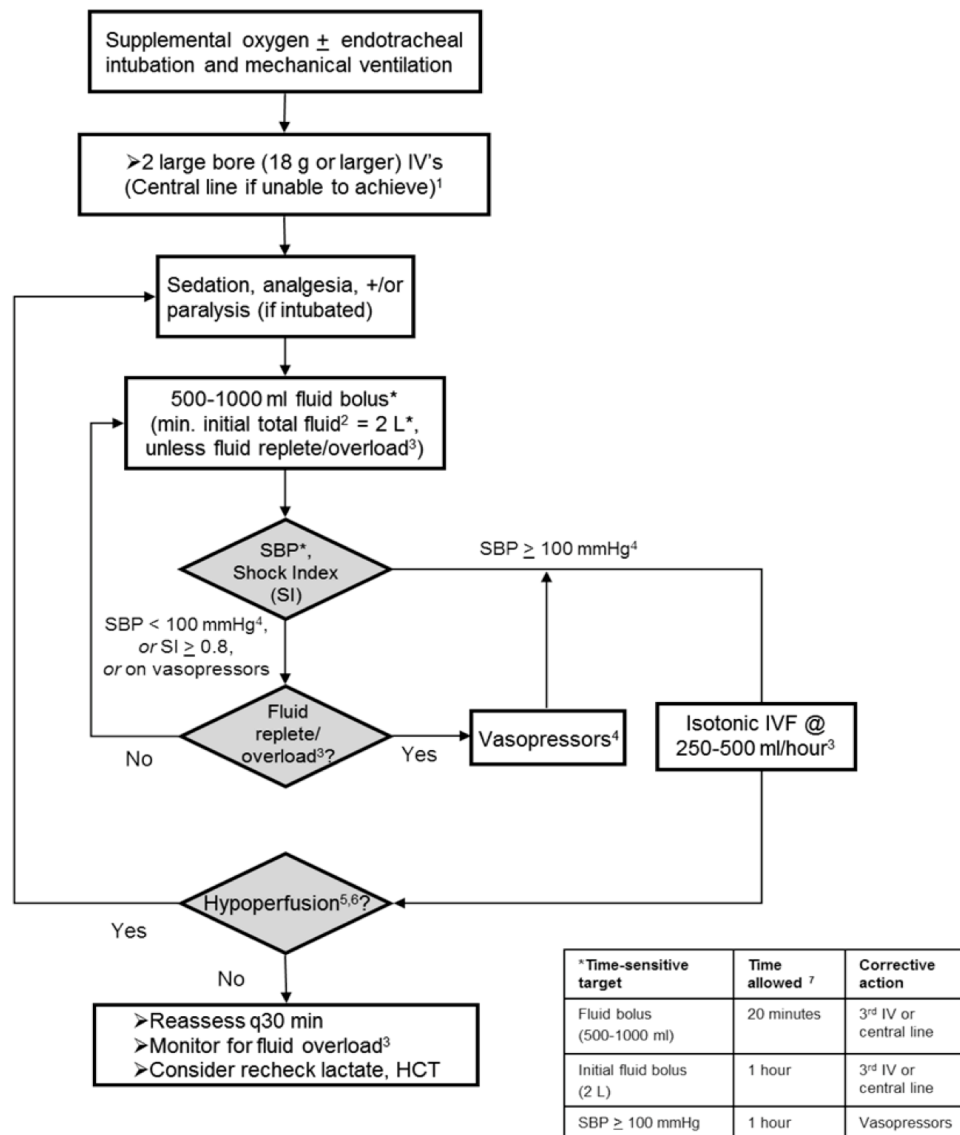 Supplemental oxygen ± endotracheal
intubation and mechanical ventilation
➢2 large bore (18 g or larger) IV's
(Central line if unable to achieve)¹
Sedation, analgesia, +/or
paralysis (if intubated)
500-1000 ml fluid bolus*
(min. initial total fluid² = 2 L*,
unless fluid replete/overload³)
SBP*,
Shock Index
(SI)
SBP ≥ 100 mmHg⁴
SBP < 100 mmHg⁴,
or SI ≥ 0.8,
or on vasopressors
Fluid
replete/
overload³?
No
Yes
Vasopressors⁴
Isotonic IVF @
250-500 ml/hour³
Hypoperfusion⁵,⁶?
Yes
No
➢Reassess q30 min
➢Monitor for fluid overload³
➢Consider recheck lactate, HCT
*Time-sensitive
target
Time
allowed ⁷
Corrective
action
Fluid bolus
(500-1000 ml)
20 minutes
3rd IV or
central line
Initial fluid bolus
(2 L)
1 hour
3rd IV or
central line
SBP ≥ 100 mmHg
1 hour
Vasopressors